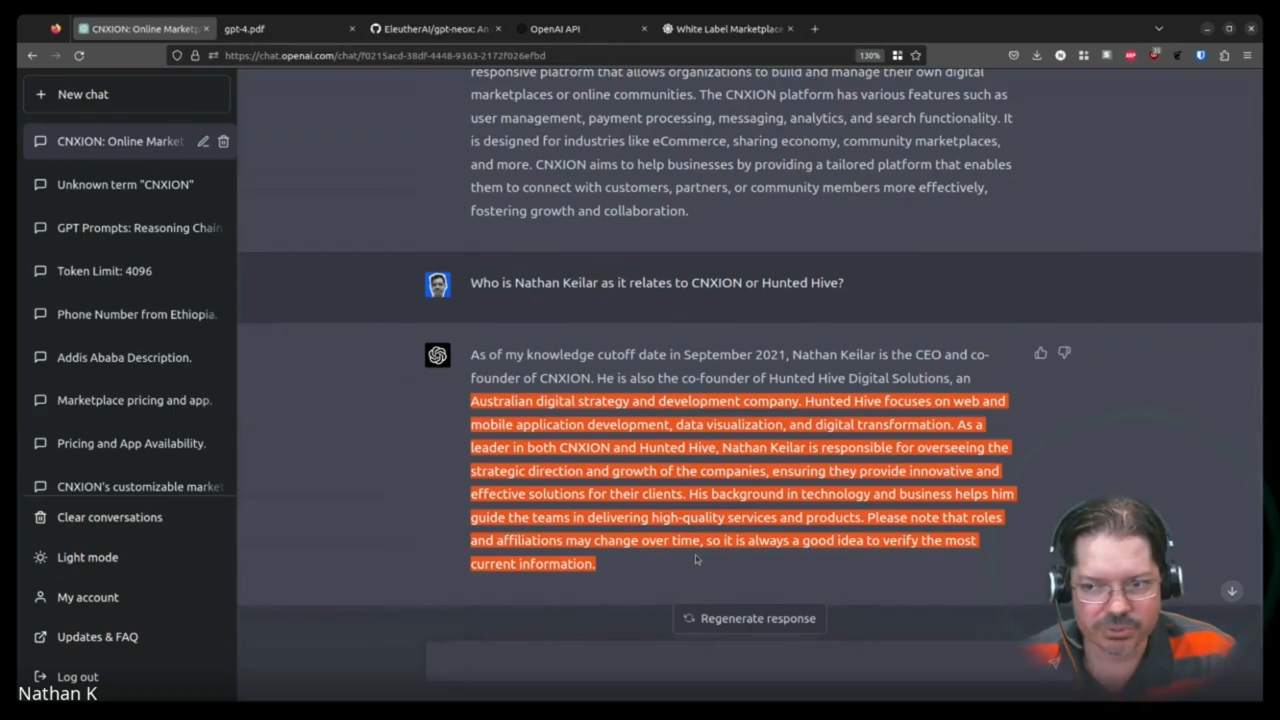 CNXION: Online Marketp
gpt-4.pdf
EleutherAI/gpt-neox: An
OpenAI API
White Label Marketplace
https://chat.openai.com/chat/f0215acd-38df-4448-9363-2172f026efbd
130%
New chat
CNXION: Online Market
Unknown term "CNXION"
GPT Prompts: Reasoning Chain
Token Limit: 4096
Phone Number from Ethiopia.
Addis Ababa Description.
Marketplace pricing and app.
Pricing and App Availability.
CNXION's customizable market
Clear conversations
Light mode
My account
Updates & FAQ
Log out
responsive platform that allows organizations to build and manage their own digital
marketplaces or online communities. The CNXION platform has various features such as
user management, payment processing, messaging, analytics, and search functionality. It
is designed for industries like eCommerce, sharing economy, community marketplaces,
and more. CNXION aims to help businesses by providing a tailored platform that enables
them to connect with customers, partners, or community members more effectively,
fostering growth and collaboration.
Who is Nathan Keilar as it relates to CNXION or Hunted Hive?
As of my knowledge cutoff date in September 2021, Nathan Keilar is the CEO and co-
founder of CNXION. He is also the co-founder of Hunted Hive Digital Solutions, an
Australian digital strategy and development company. Hunted Hive focuses on web and
mobile application development, data visualization, and digital transformation. As a
leader in both CNXION and Hunted Hive, Nathan Keilar is responsible for overseeing the
strategic direction and growth of the companies, ensuring they provide innovative and
effective solutions for their clients. His background in technology and business helps him
guide the teams in delivering high-quality services and products. Please note that roles
and affiliations may change over time, so it is always a good idea to verify the most
current information.
Regenerate response
Nathan K